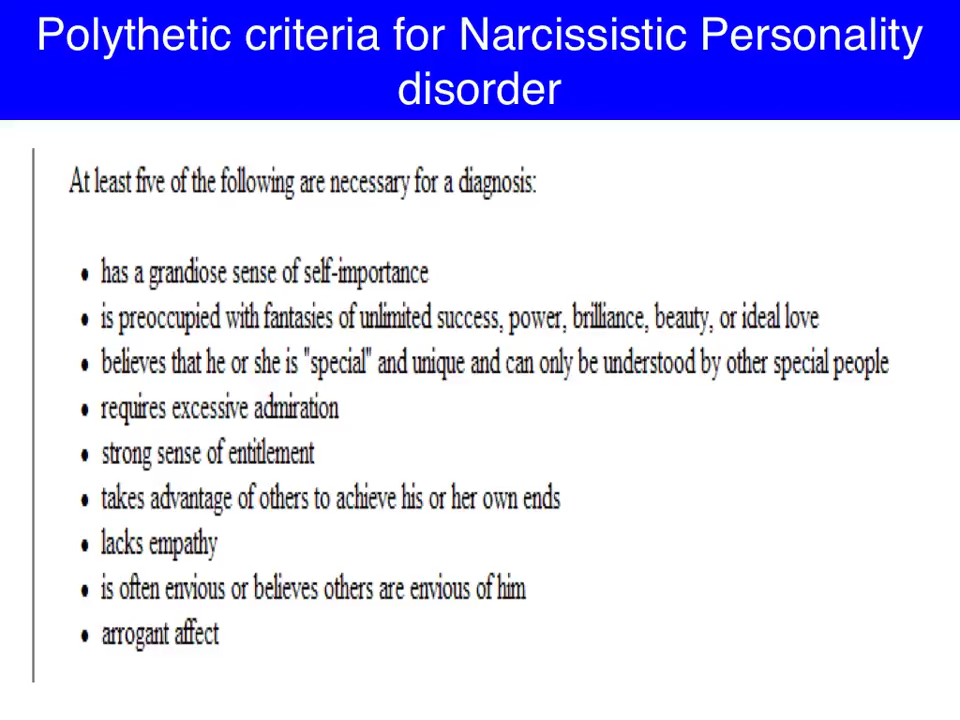 Polythetic criteria for Narcissistic Personality
disorder
At least five of the following are necessary for a diagnosis:
• has a grandiose sense of self-importance
• is preoccupied with fantasies of unlimited success, power, brilliance, beauty, or ideal love
• believes that he or she is "special" and unique and can only be understood by other special people
• requires excessive admiration
• strong sense of entitlement
• takes advantage of others to achieve his or her own ends
• lacks empathy
• is often envious or believes others are envious of him
• arrogant affect